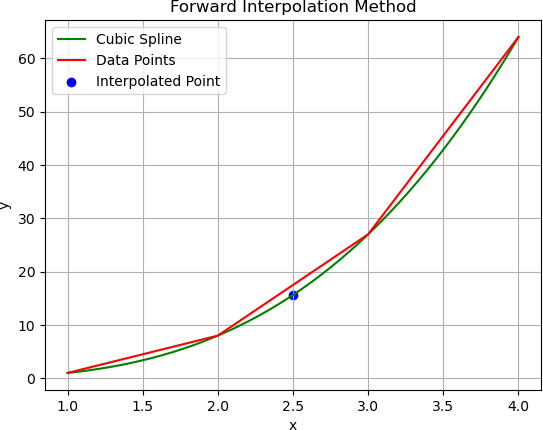 Forward Interpolation Method
Cubic Spline
Data Points
Interpolated Point
y
60
50
40
30
20
10
0
1.0 1.5 2.0 2.5 3.0 3.5 4.0
x